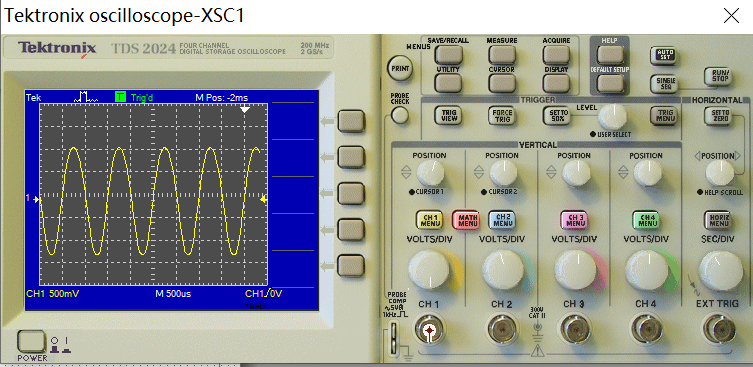 Tektronix oscilloscope-XSC1
Tektronix TDS 2024 FOUR CHANNEL DIGITAL STORAGE OSCILLOSCOPE 200 MHz 2 GS/s
Tek T Trig'd M Pos: -2ms
1
CH1 500mV M 500us CH1/0V
POWER
PRINT
PROBE CHECK
MENUS
SAVE/RECALL MEASURE ACQUIRE
UTILITY CURSOR DISPLAY
HELP
DEFAULT SETUP
AUTO SET
SINGLE SEQ
RUN/ STOP
TRIGGER
TRIG VIEW
FORCE TRIG
SET TO 50%
LEVEL
USER SELECT
TRIG MENU
HORIZONTAL
SET TO ZERO
VERTICAL
POSITION POSITION POSITION POSITION POSITION
CURSOR 1 CURSOR 2 HELP SCROLL
CH 1 MENU
MATH MENU
CH 2 MENU
CH 3 MENU
CH 4 MENU
HORIZ MENU
VOLTS/DIV VOLTS/DIV VOLTS/DIV VOLTS/DIV SEC/DIV
PROBE COMP
~5V
1kHz
CH 1 CH 2 CH 3 CH 4 EXT TRIG
300V
CAT II